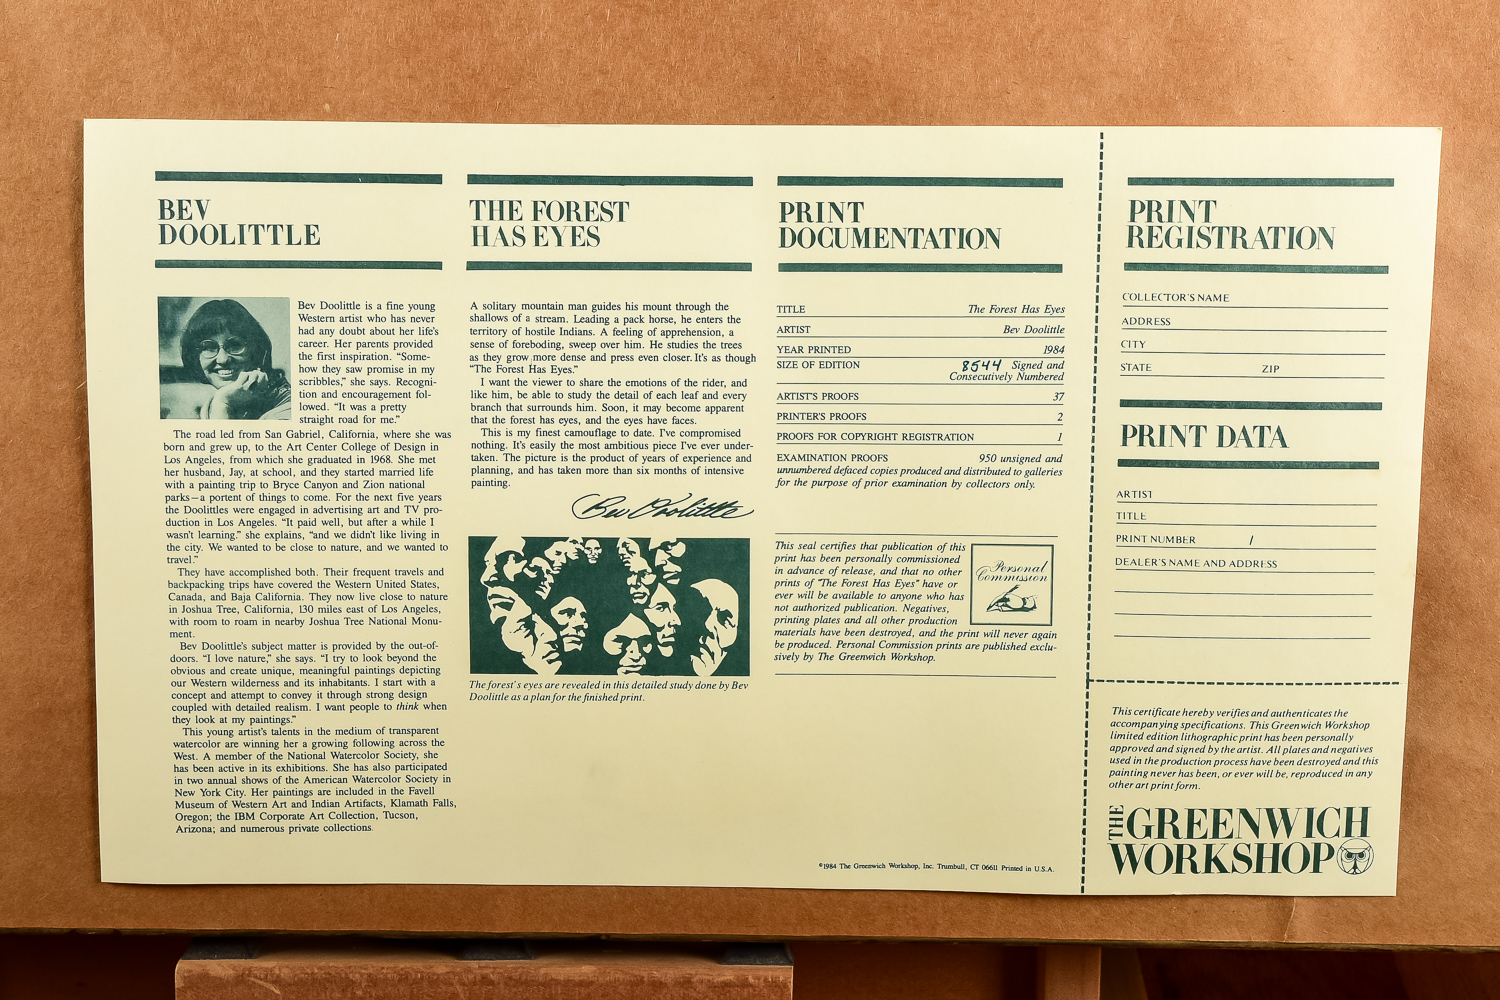 BEV
DOOLITTLE
Bev Doolittle is a fine young
Western artist who has never
had any doubt about her life's
career. Her parents provided
the first inspiration. "Some-
how they saw promise in my
scribbles," she says. Recogni-
tion and encouragement fol-
lowed. "It was a pretty
straight road for me."
The road led from San Gabriel, California, where she was
born and grew up, to the Art Center College of Design in
Los Angeles, from which she graduated in 1968. She met
her husband, Jay, at school, and they started married life
with a painting trip to Bryce Canyon and Zion national
parks—a portent of things to come. For the next five years
the Doolittles were engaged in advertising art and TV pro-
duction in Los Angeles. "It paid well, but after a while I
wasn't learning," she explains, "and we didn't like living in
the city. We wanted to be close to nature, and we wanted to
travel."
They have accomplished both. Their frequent travels and
backpacking trips have covered the Western United States,
Canada, and Baja California. They now live close to nature
in Joshua Tree, California, 130 miles east of Los Angeles,
with room to roam in nearby Joshua Tree National Monu-
ment.
Bev Doolittle's subject matter is provided by the out-of-
doors. "I love nature," she says. "I try to look beyond the
obvious and create unique, meaningful paintings depicting
our Western wilderness and its inhabitants. I start with a
concept and attempt to convey it through strong design
coupled with detailed realism. I want people to think when
they look at my paintings."
This young artist's talents in the medium of transparent
watercolor are winning her a growing following across the
West. A member of the National Watercolor Society, she
has been active in its exhibitions. She has also participated
in two annual shows of the American Watercolor Society in
New York City. Her paintings are included in the Favell
Museum of Western Art and Indian Artifacts, Klamath Falls,
Oregon; the IBM Corporate Art Collection, Tucson,
Arizona; and numerous private collections.
THE FOREST
HAS EYES
A solitary mountain man guides his mount through the
shallows of a stream. Leading a pack horse, he enters the
territory of hostile Indians. A feeling of apprehension, a
sense of foreboding, sweep over him. He studies the trees
as they grow more dense and press even closer. It's as though
"The Forest Has Eyes."
I want the viewer to share the emotions of the rider, and
like him, be able to study the detail of each leaf and every
branch that surrounds him. Soon, it may become apparent
that the forest has eyes, and the eyes have faces.
This is my finest camouflage to date. I've compromised
nothing. It's easily the most ambitious piece I've ever under-
taken. The picture is the product of years of experience and
planning, and has taken more than six months of intensive
painting.
Bev Doolittle
The forest's eyes are revealed in this detailed study done by Bev
Doolittle as a plan for the finished print.
PRINT
DOCUMENTATION
TITLE The Forest Has Eyes
ARTIST Bev Doolittle
YEAR PRINTED 1984
SIZE OF EDITION 8544 Signed and
Consecutively Numbered
ARTIST'S PROOFS 37
PRINTER'S PROOFS 2
PROOFS FOR COPYRIGHT REGISTRATION 1
EXAMINATION PROOFS 950 unsigned and
unnumbered defaced copies produced and distributed to galleries
for the purpose of prior examination by collectors only.
This seal certifies that publication of this
print has been personally commissioned
in advance of release, and that no other
prints of "The Forest Has Eyes" have or
ever will be available to anyone who has
not authorized publication. Negatives,
printing plates and all other production
materials have been destroyed, and the print will never again
be produced. Personal Commission prints are published exclu-
sively by The Greenwich Workshop.
Personal
Commission
©1984 The Greenwich Workshop, Inc. Trumbull, CT 06611 Printed in U.S.A.
PRINT
REGISTRATION
COLLECTOR'S NAME
ADDRESS
CITY
STATE ZIP
PRINT DATA
ARTIST
TITLE
PRINT NUMBER /
DEALER'S NAME AND ADDRESS
This certificate hereby verifies and authenticates the
accompanying specifications. This Greenwich Workshop
limited edition lithographic print has been personally
approved and signed by the artist. All plates and negatives
used in the production process have been destroyed and this
painting never has been, or ever will be, reproduced in any
other art print form.
THE GREENWICH
WORKSHOP